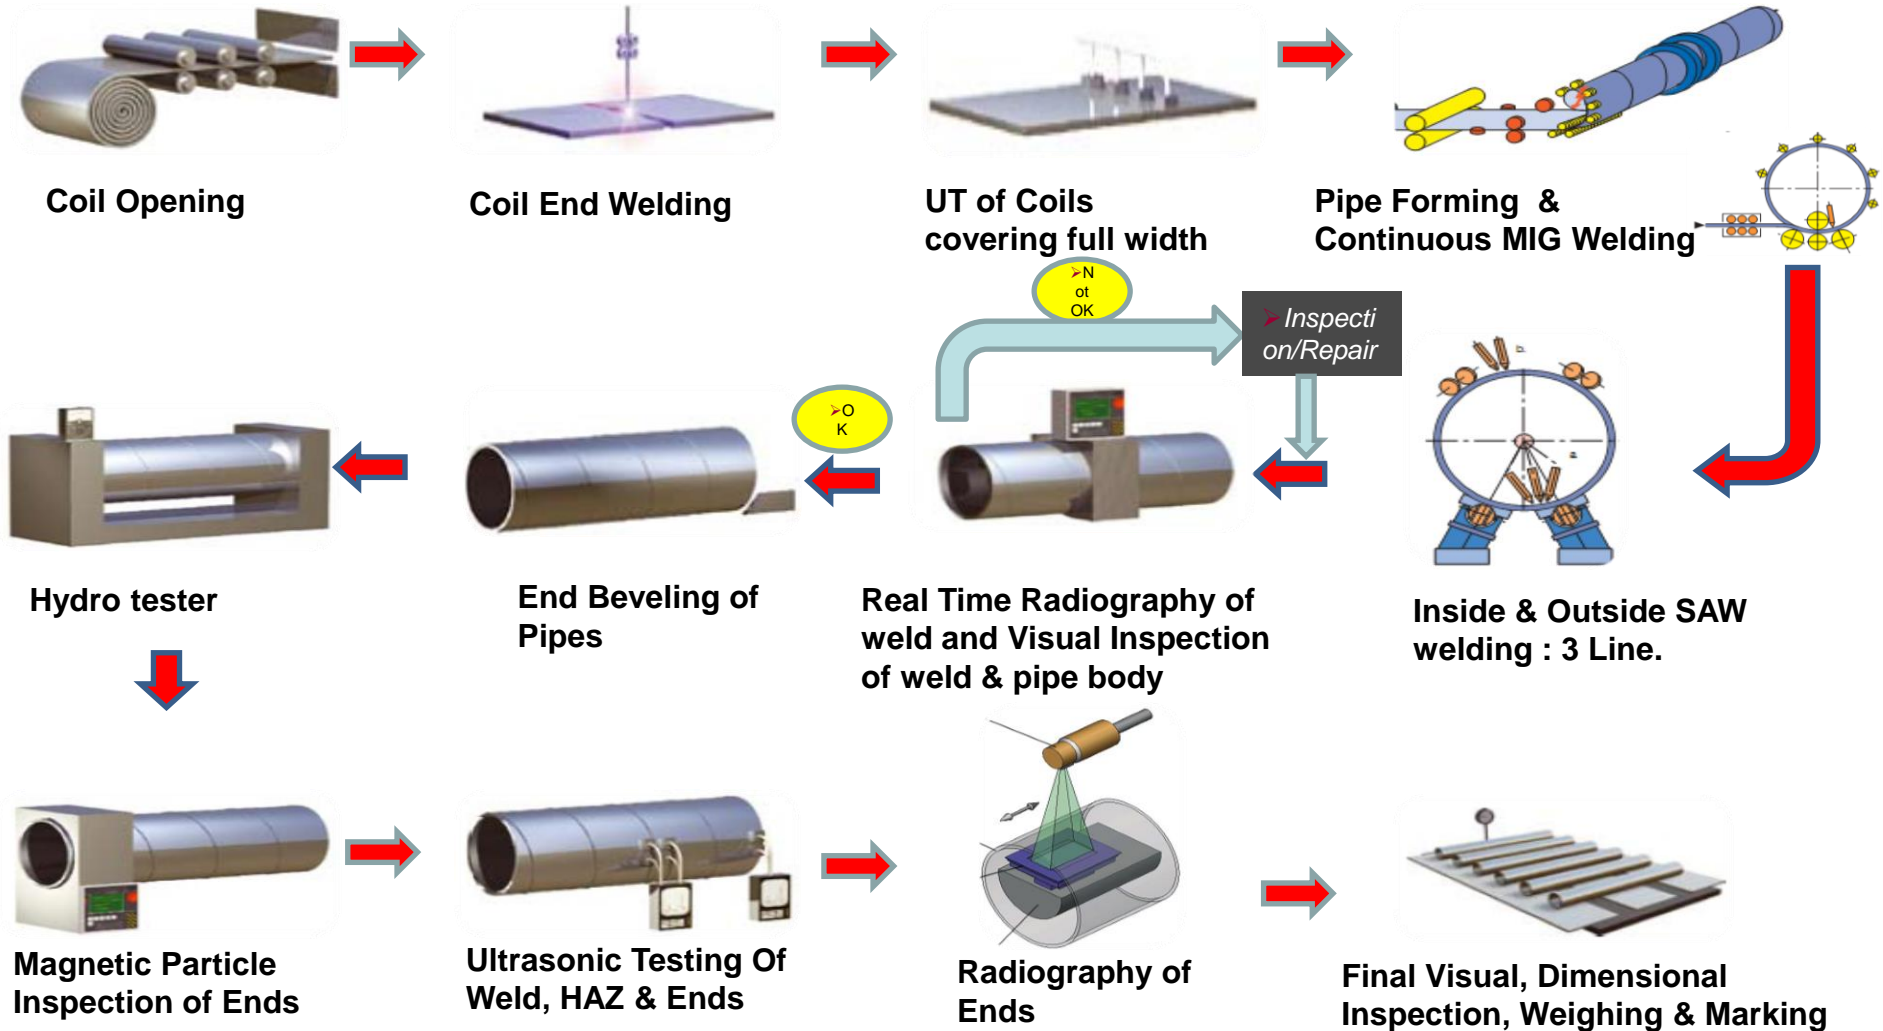 Coil Opening
Coil End Welding
UT of Coils
covering full width
Pipe Forming &
Continuous MIG Welding
➢N
ot
OK
➢Inspecti
on/Repair
➢O
K
Hydro tester
End Beveling of
Pipes
Real Time Radiography of
weld and Visual Inspection
of weld & pipe body
Inside & Outside SAW
welding : 3 Line.
Magnetic Particle
Inspection of Ends
Ultrasonic Testing Of
Weld, HAZ & Ends
Radiography of
Ends
Final Visual, Dimensional
Inspection, Weighing & Marking